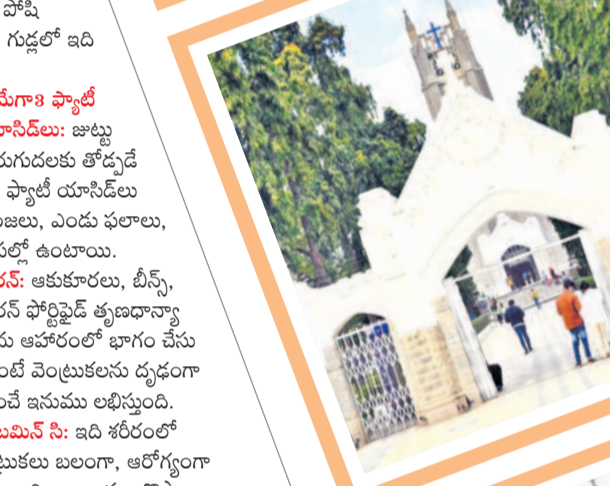 పోషి
గుడ్లలో ఇది
మేగా3 ఫ్యాటీ
యాసిడ్‌లు: జుట్టు
రుగుదలకు తోడ్పడే
ఫ్యాటీ యాసిడ్‌లు
ంజలు, ఎండు ఫలాలు,
పల్లో ఉంటాయి.
రన్: ఆకుకూరలు, బీన్స్,
రన్ ఫోర్టిఫైడ్ తృణధాన్యా
ను ఆహారంలో భాగం చేసు
ంటే వెంట్రుకలను దృఢంగా
ంచే ఇనుము లభిస్తుంది.
టమిన్ సి: ఇది శరీరంలో
ట్రుకలు బలంగా, ఆరోగ్యంగా